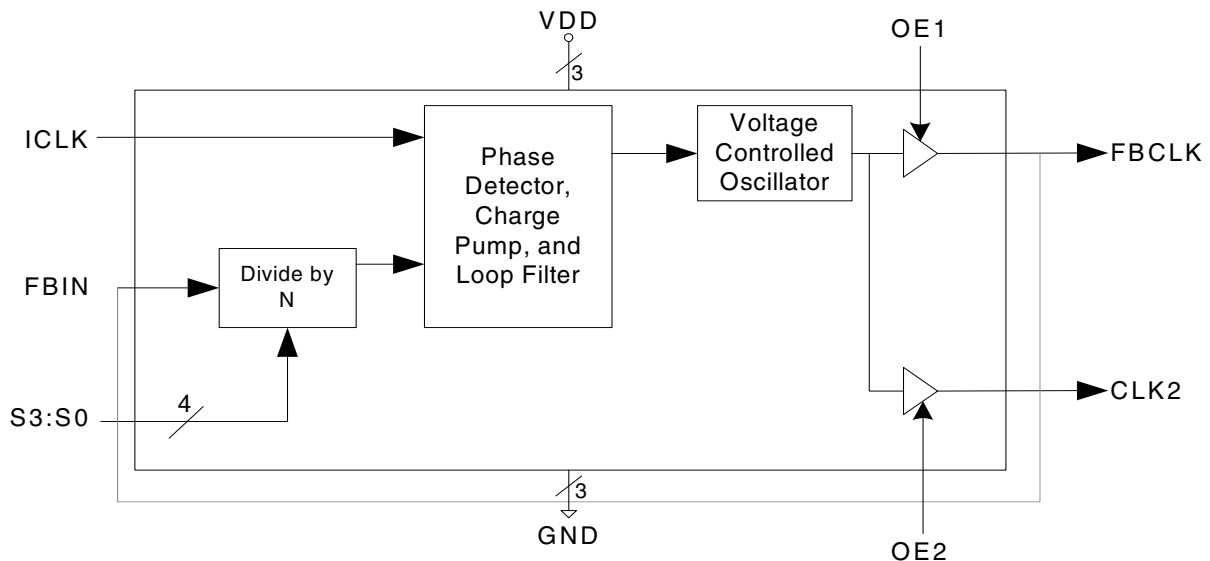 VDD
3
OE1
ICLK
Phase
Detector,
Charge
Pump, and
Loop Filter
Voltage
Controlled
Oscillator
FBCLK
FBIN
Divide by
N
S3:S0
4
CLK2
3
GND
OE2